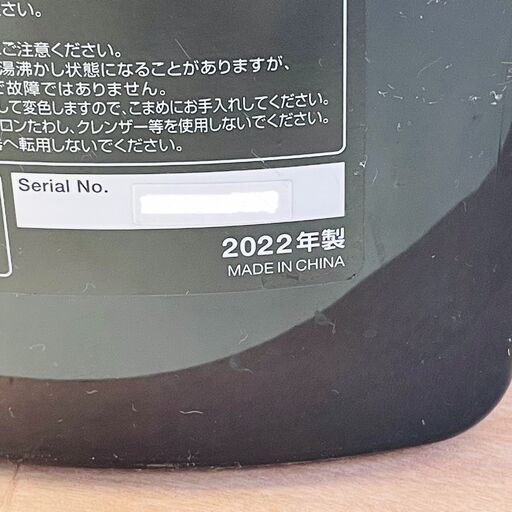 さい。
ご注意ください。
湯沸かし状態になることがありますが、
で故障ではありません。
して変色しますので、こまめにお手入れしてください。
ロンたわし、クレンザー等を使用しないでください。
器へ転用しないでください。
Serial No.
2022年製
MADE IN CHINA